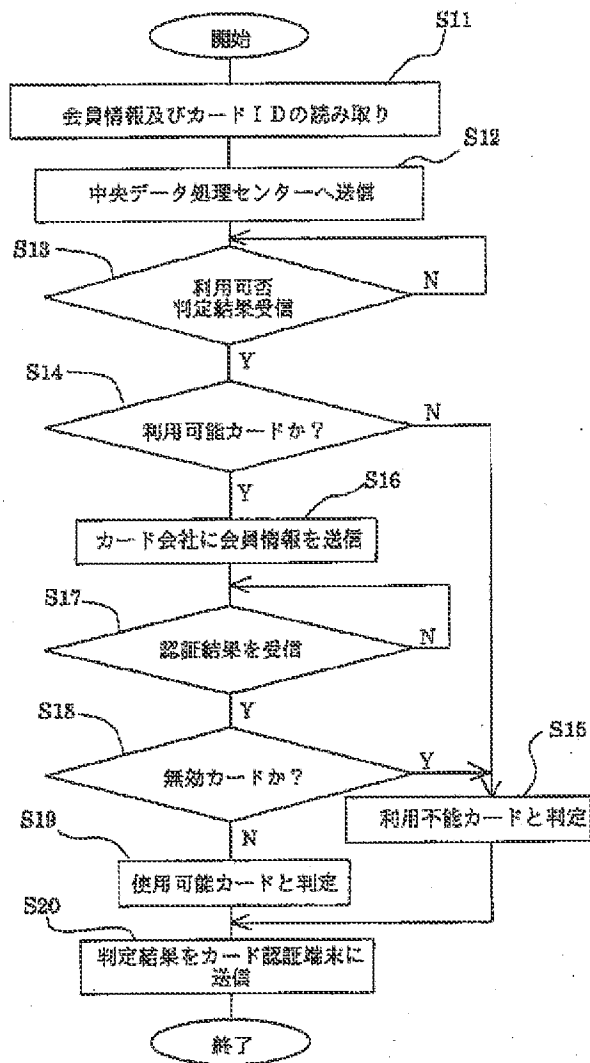 S11
開始
会員情報及びカードIDの読み取り
S12
中央データ処理センターへ送信
S13
利用可否
判定結果受信
N
Y
S14
利用可能カードか?
N
Y
S16
カード会社に会員情報を送信
S17
認証結果を受信
N
Y
S18
無効カードか?
Y
S15
利用不能カードと判定
N
S19
使用可能カードと判定
S20
判定結果をカード認証端末に
送信
終了